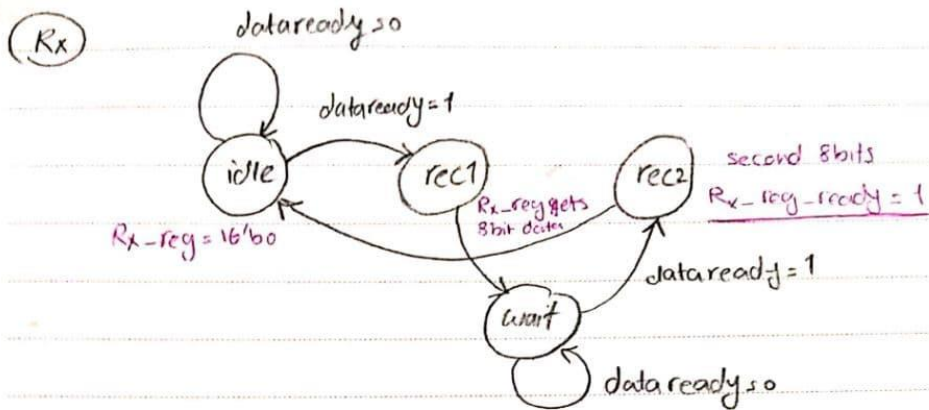 Rx
dataready=0
dataready=1
idle
rec1
rec2
second 8bits
Rx_reg_ready=1
Rx_reg gets
8bit data
Rx_reg=16'b0
dataready=1
wait
dataready=0